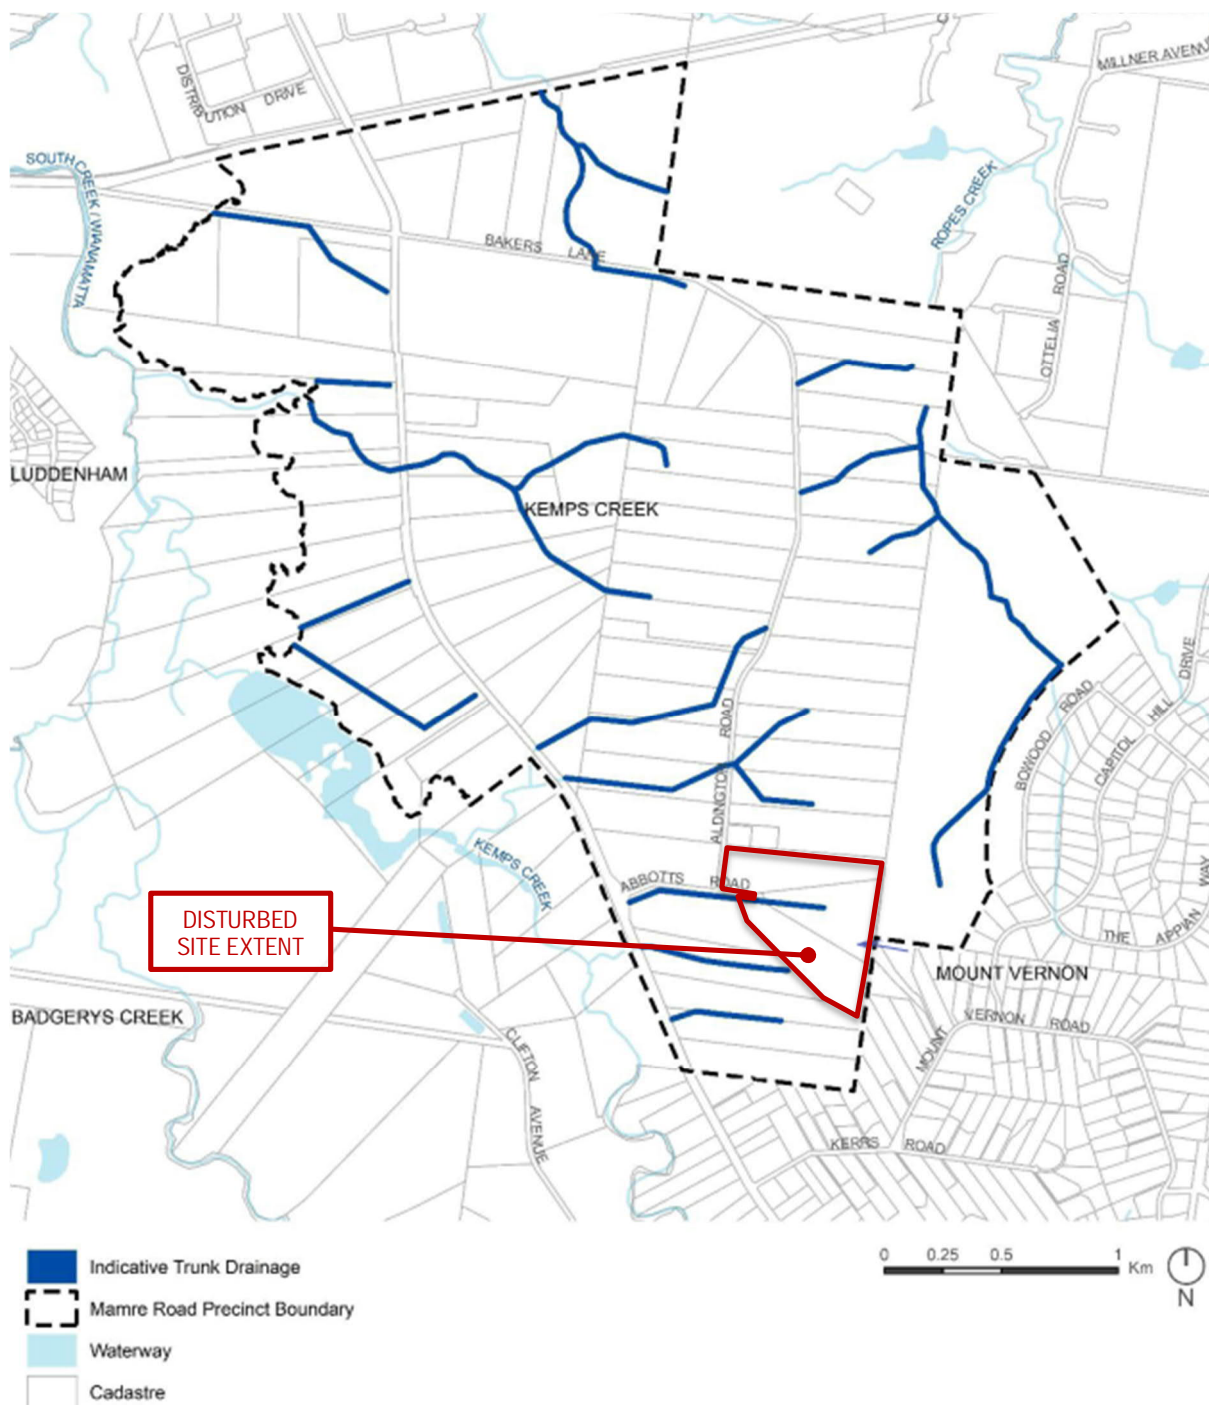 MILLNER AVENU
DISTRIBUTION DRIVE
SOUTH CREEK / WIANAMATTA
ROPES CREEK
BAKERS LANE
OTTELIA ROAD
LUDDENHAM
KEMPS CREEK
DRIVE
ROAD
BOWOOD
HILL
CAPITOL
ALDINGTON ROAD
KEMPS CREEK
ABBOTTS ROAD
WAY
THE APPIAN
DISTURBED
SITE EXTENT
MOUNT VERNON
BADGERYS CREEK
MOUNT VERNON ROAD
CLIFTON AVENUE
KERRS ROAD
Indicative Trunk Drainage
Mamre Road Precinct Boundary
Waterway
Cadastre
0 0.25 0.5 1 Km
N